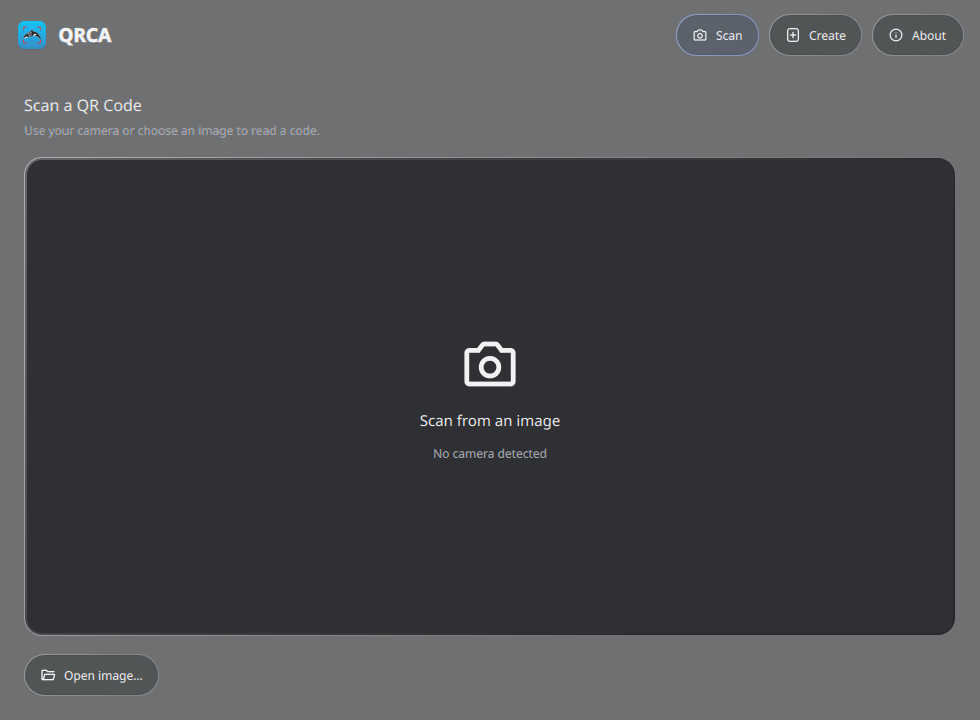 QRCA
Scan
Create
About
Scan a QR Code
Use your camera or choose an image to read a code.
Scan from an image
No camera detected
Open image...